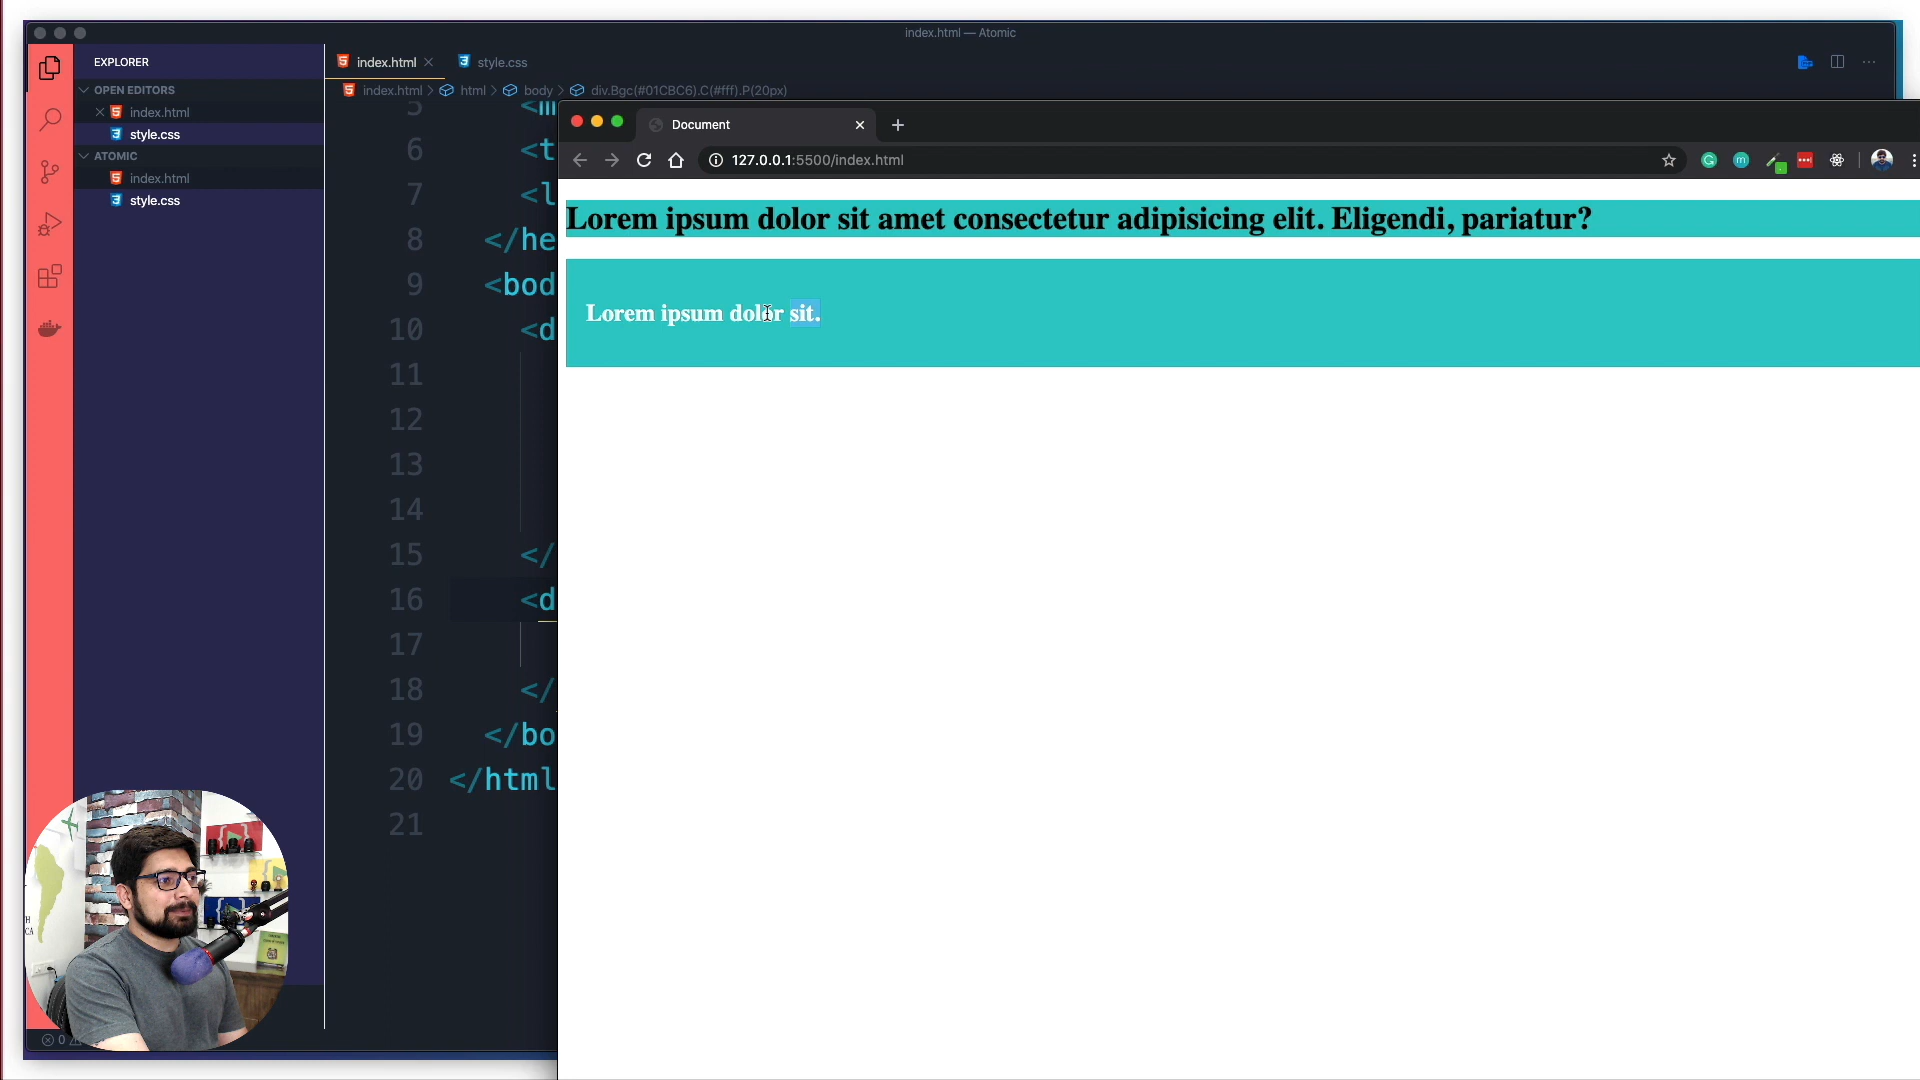 index.html — Atomic
EXPLORER
index.html
style.css
OPEN EDITORS
index.html > html > body > div.Bgc(#01CBC6).C(#fff).P(20px)
index.html
style.css
ATOMIC
index.html
style.css
Document
127.0.0.1:5500/index.html
Lorem ipsum dolor sit amet consectetur adipisicing elit. Eligendi, pariatur?
Lorem ipsum dolor sit.
5 <m
6 <t
7 <l
8 </he
9 <bod
10 <d
11
12
13
14
15 </
16 <d
17
18 </
19 </bo
20 </html
21
0